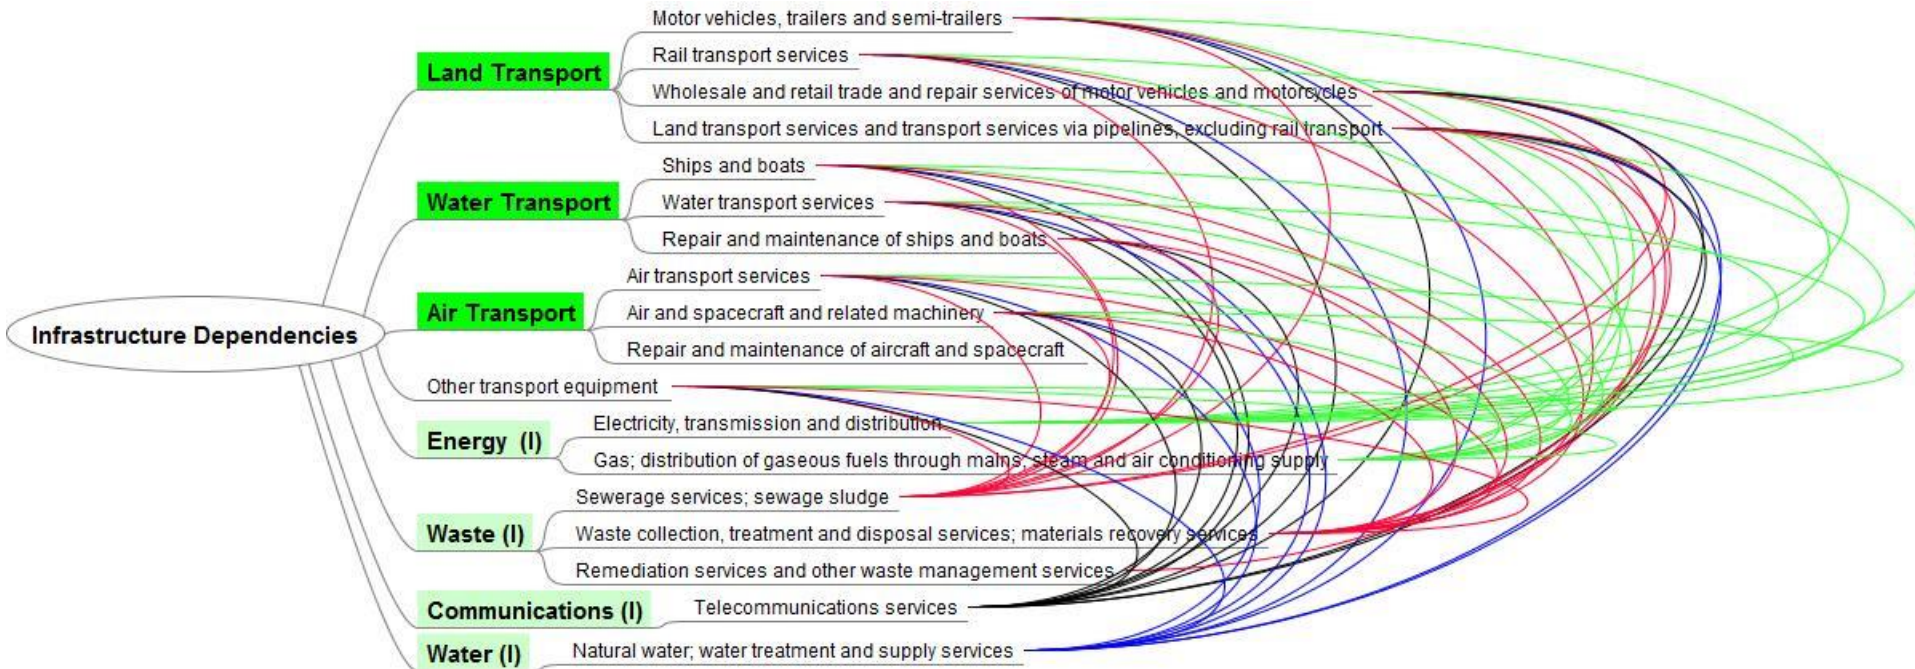 Infrastructure Dependencies
Land Transport
Motor vehicles, trailers and semi-trailers
Rail transport services
Wholesale and retail trade and repair services of motor vehicles and motorcycles
Land transport services and transport services via pipelines, excluding rail transport
Water Transport
Ships and boats
Water transport services
Repair and maintenance of ships and boats
Air Transport
Air transport services
Air and spacecraft and related machinery
Repair and maintenance of aircraft and spacecraft
Other transport equipment
Energy (I)
Electricity, transmission and distribution
Gas; distribution of gaseous fuels through mains; steam and air conditioning supply
Waste (I)
Sewerage services; sewage sludge
Waste collection, treatment and disposal services; materials recovery services
Remediation services and other waste management services
Communications (I)
Telecommunications services
Water (I)
Natural water; water treatment and supply services